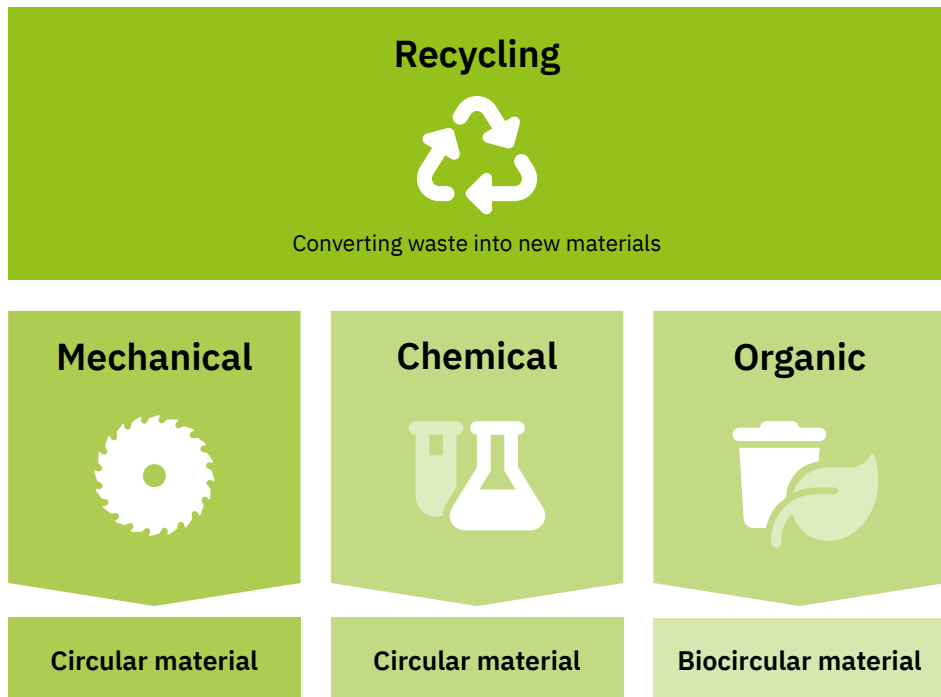 Recycling
Converting waste into new materials
Mechanical
Chemical
Organic
Circular material
Circular material
Biocircular material